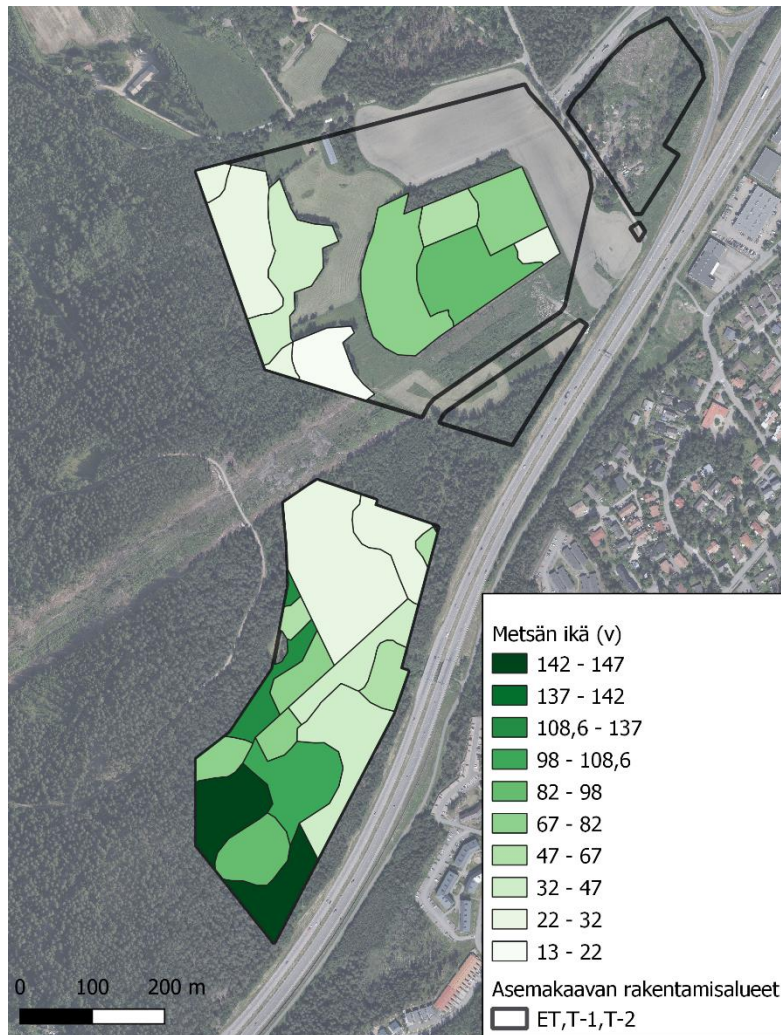 Metsän ikä (v)
142 - 147
137 - 142
108,6 - 137
98 - 108,6
82 - 98
67 - 82
47 - 67
32 - 47
22 - 32
13 - 22
Asemakaavan rakentamisalueet
ET,T-1,T-2
0 100 200 m